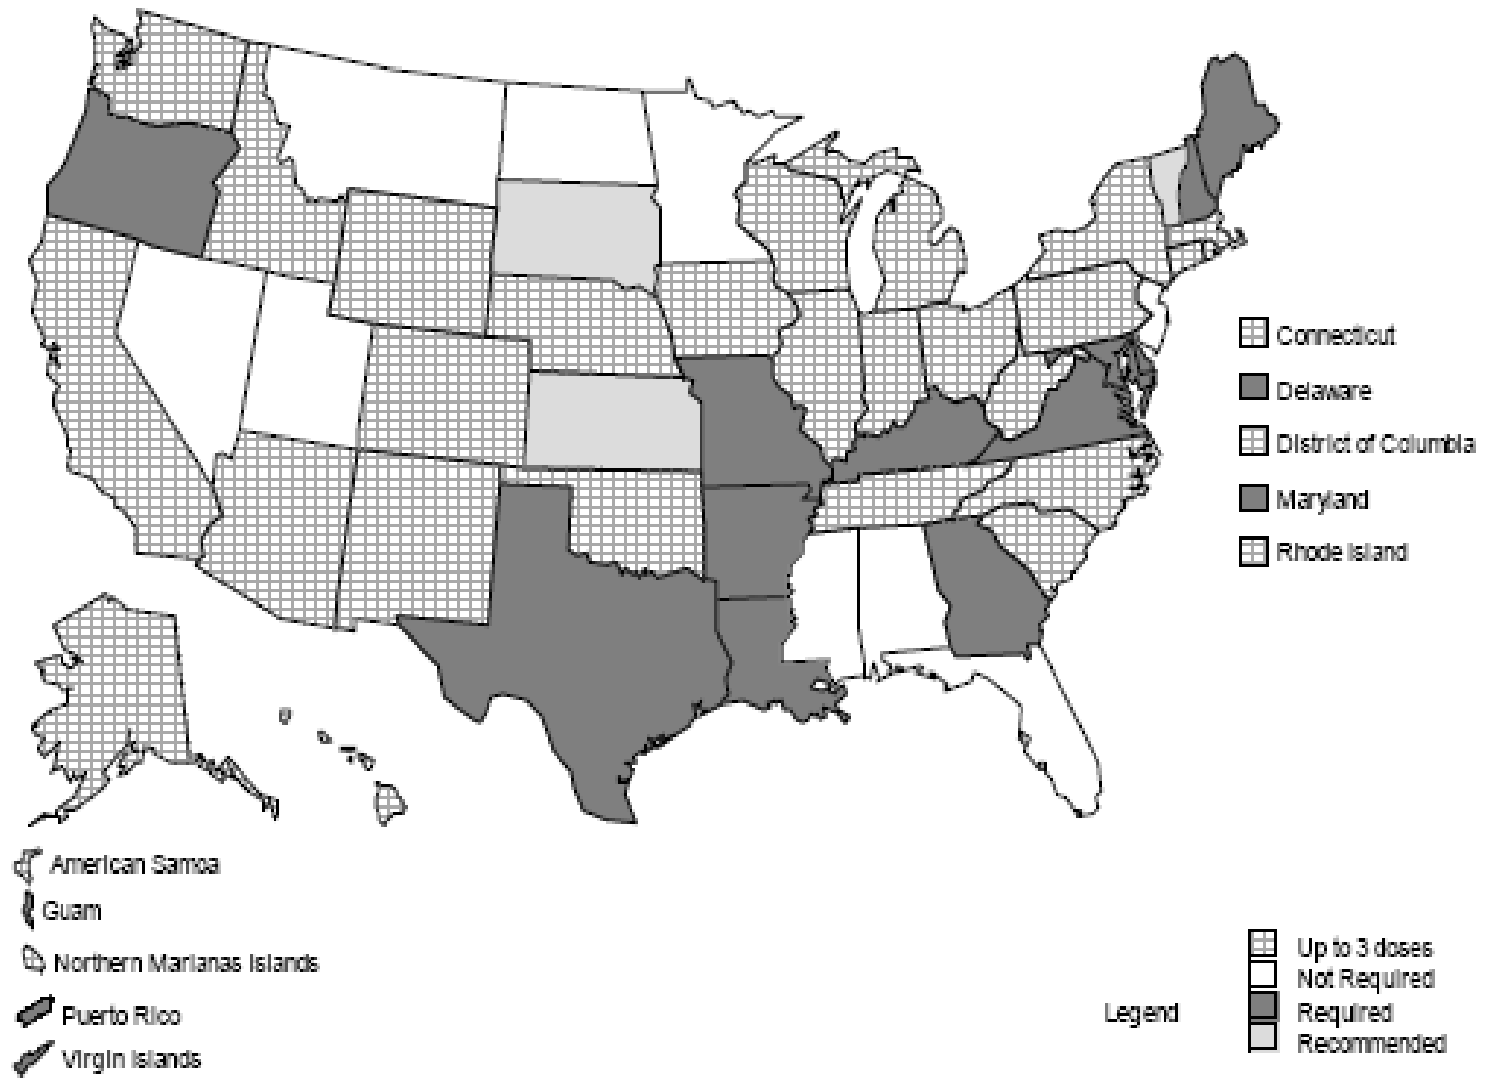 Connecticut
Delaware
District of Columbia
Maryland
Rhode Island
American Samoa
Guam
Northern Marianas Islands
Puerto Rico
Virgin Islands
Legend
Up to 3 doses
Not Required
Required
Recommended